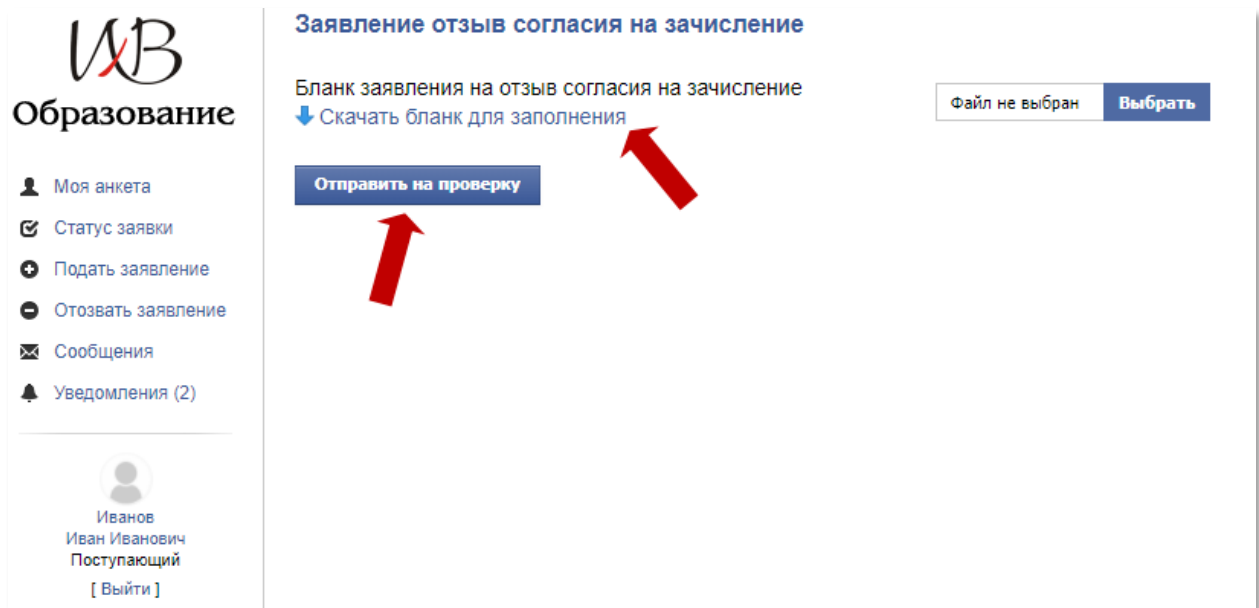 ИВ
Образование
Моя анкета
Статус заявки
Подать заявление
Отозвать заявление
Сообщения
Уведомления (2)
Иванов
Иван Иванович
Поступающий
[ Выйти ]
Заявление отзыв согласия на зачисление
Бланк заявления на отзыв согласия на зачисление
Скачать бланк для заполнения
Файл не выбран Выбрать
Отправить на проверку